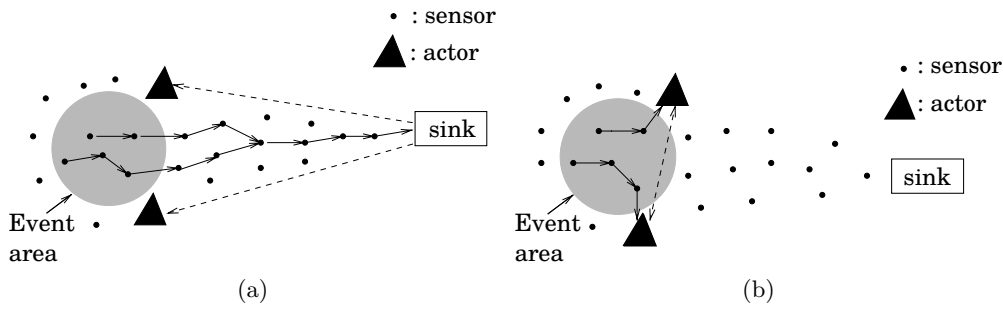 : sensor
: actor
sink
Event
area
(a)
: sensor
: actor
sink
Event
area
(b)